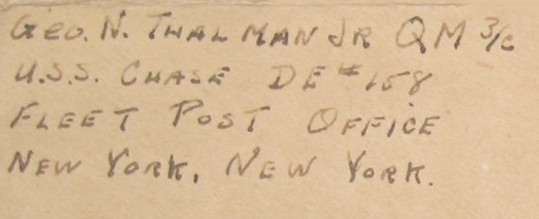 GEO. N. THALMAN JR QM 3/C
U.S.S. CHASE DE #158
FLEET POST OFFICE
NEW YORK, NEW YORK.